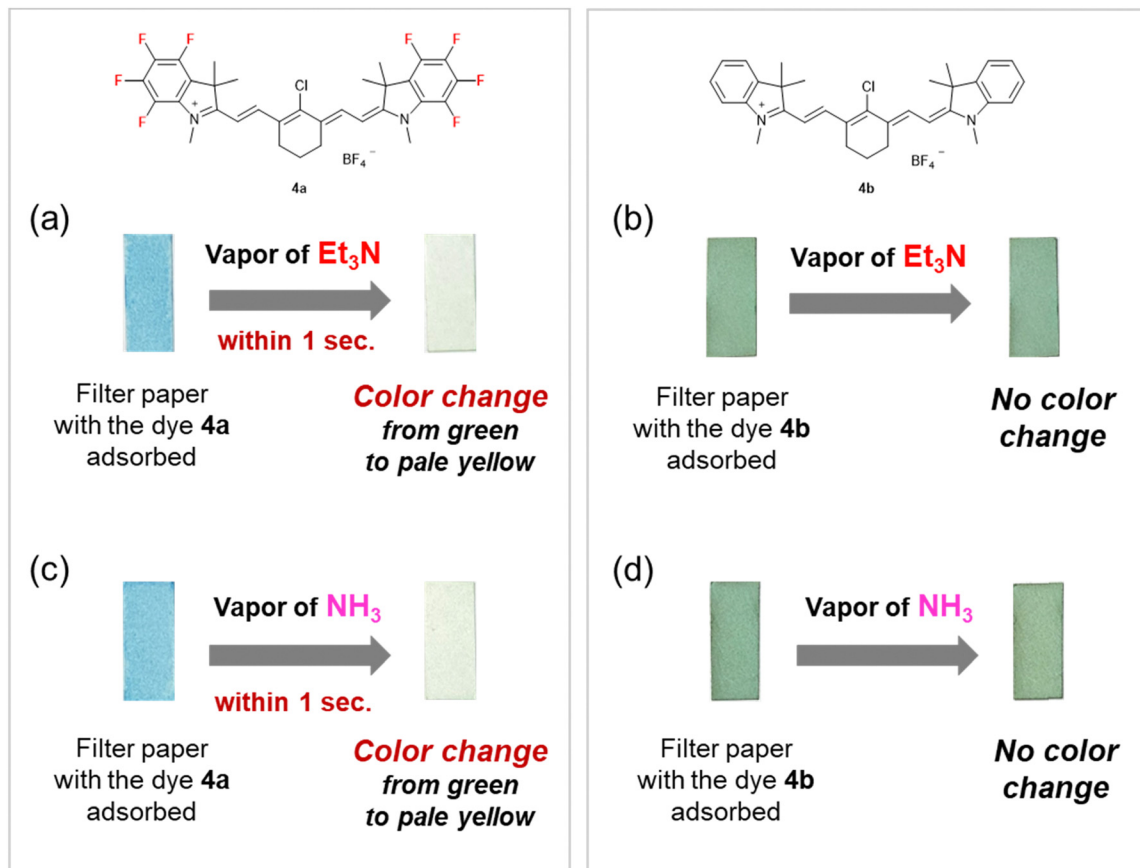 F
F
F
F
Cl
N
+
N
F
F
F
F
BF4 −
4a
Cl
N
+
N
BF4 −
4b
(a)
Vapor of Et3N
within 1 sec.
Filter paper
with the dye 4a
adsorbed
Color change
from green
to pale yellow
(b)
Vapor of Et3N
Filter paper
with the dye 4b
adsorbed
No color
change
(c)
Vapor of NH3
within 1 sec.
Filter paper
with the dye 4a
adsorbed
Color change
from green
to pale yellow
(d)
Vapor of NH3
Filter paper
with the dye 4b
adsorbed
No color
change